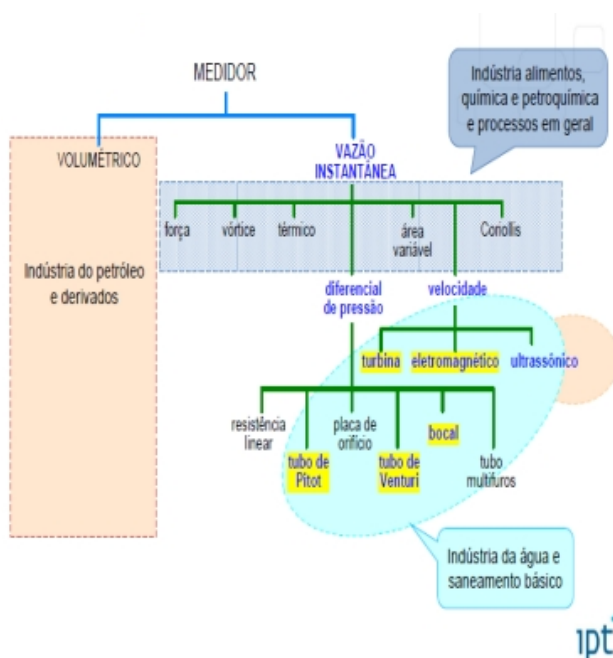 MEDIDOR
Indústria alimentos,
química e petroquímica
e processos em geral
VOLUMÉTRICO
VAZÃO
INSTANTÂNEA
força
vórtice
térmico
área
variável
Coriollis
Indústria do petróleo
e derivados
diferencial
de pressão
velocidade
turbina
eletromagnético
ultrassônico
resistência
linear
tubo de
Pitot
placa de
orifício
tubo de
Venturi
bocal
tubo
multifuros
Indústria da água e
saneamento básico
ipt